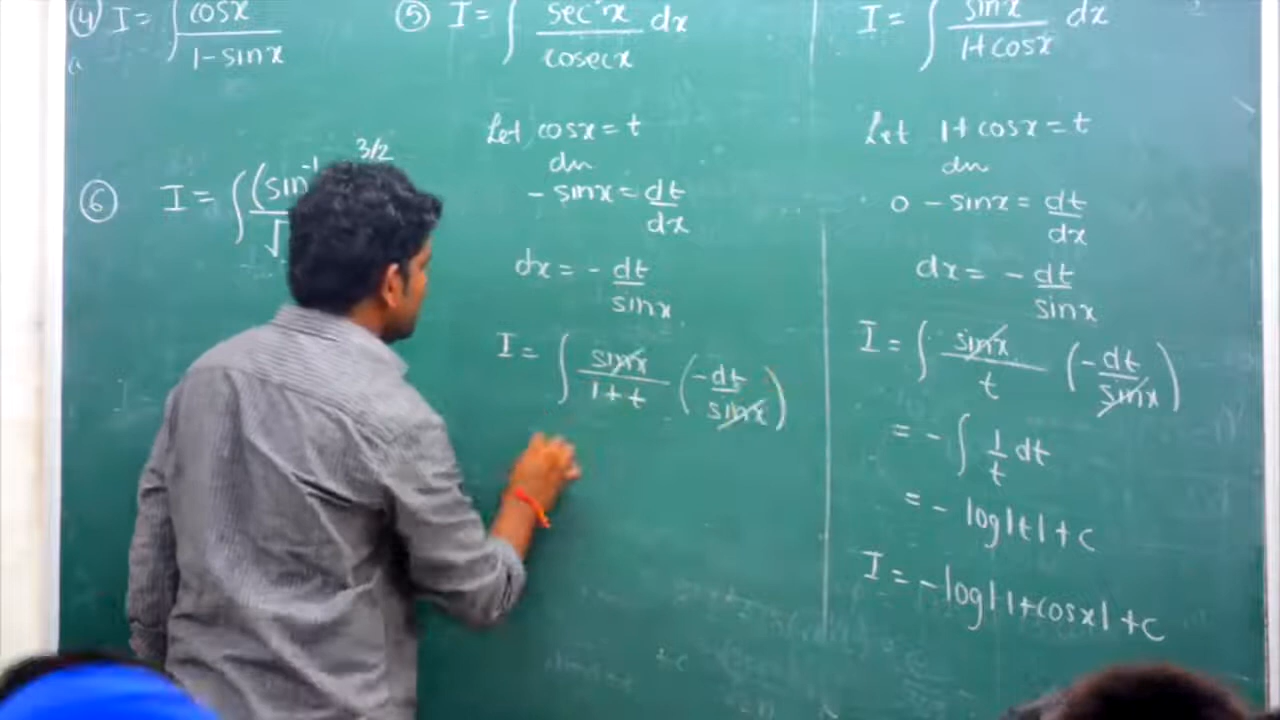 ④ I = ∫ cosx / 1-sinx
⑥ I = ∫ (sin⁻¹ 3/2 / √
⑤ I = ∫ sec²x / cosecx dx
Let cosx = t
- sinx = dt/dx
dx = - dt/sinx
I = ∫ sinx / 1+t (-dt/sinx)
I = ∫ sinx / 1+cosx dx
Let 1+cosx = t
0 - sinx = dt/dx
dx = - dt/sinx
I = ∫ sinx / t (-dt/sinx)
= - ∫ 1/t dt
= - log|t| + c
I = -log|1+cosx| + c